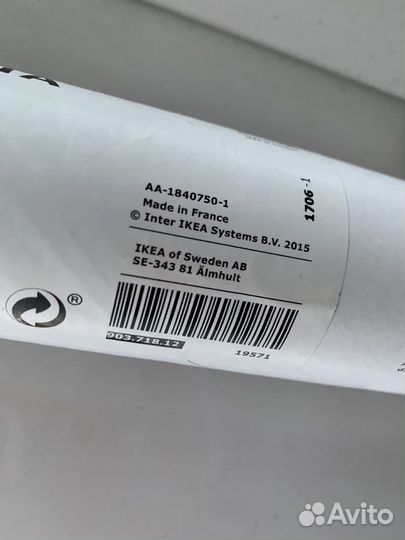 AA-1840750-1
Made in France
© Inter IKEA Systems B.V. 2015
1706-1
IKEA of Sweden AB
SE-343 81 Älmhult
®
903.718.12
19571
Avito